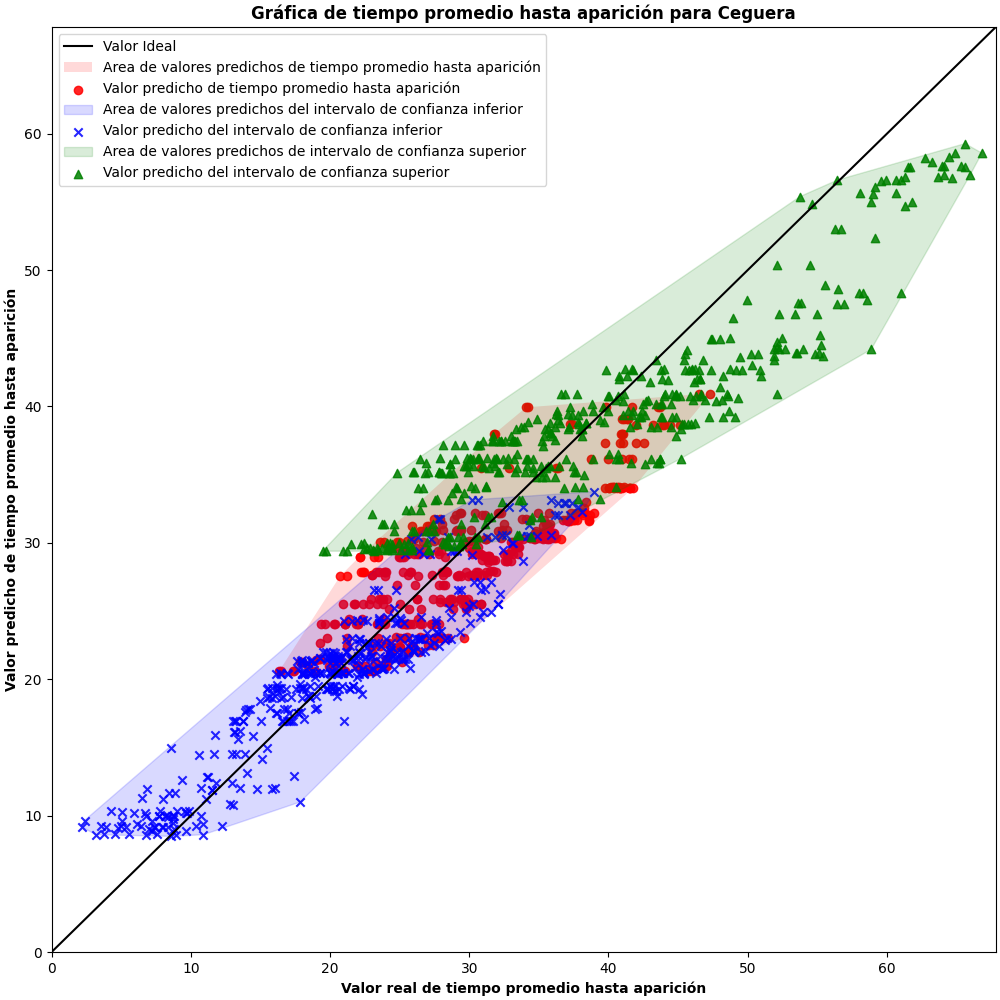 Gráfica de tiempo promedio hasta aparición para Ceguera
Valor Ideal
Area de valores predichos de tiempo promedio hasta aparición
Valor predicho de tiempo promedio hasta aparición
Area de valores predichos del intervalo de confianza inferior
Valor predicho del intervalo de confianza inferior
Area de valores predichos de intervalo de confianza superior
Valor predicho del intervalo de confianza superior
Valor predicho de tiempo promedio hasta aparición
60
50
40
30
20
10
0
0 10 20 30 40 50 60
Valor real de tiempo promedio hasta aparición